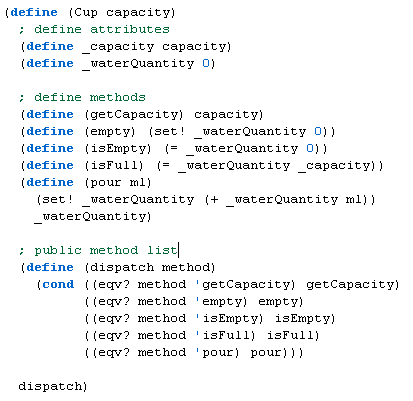 (define (Cup capacity)
  ; define attributes
  (define _capacity capacity)
  (define _waterQuantity 0)

  ; define methods
  (define (getCapacity) capacity)
  (define (empty) (set! _waterQuantity 0))
  (define (isEmpty) (= _waterQuantity 0))
  (define (isFull) (= _waterQuantity _capacity))
  (define (pour ml)
    (set! _waterQuantity (+ _waterQuantity ml))
    _waterQuantity)

  ; public method list
  (define (dispatch method)
    (cond ((eqv? method 'getCapacity) getCapacity)
          ((eqv? method 'empty) empty)
          ((eqv? method 'isEmpty) isEmpty)
          ((eqv? method 'isFull) isFull)
          ((eqv? method 'pour) pour)))

  dispatch)